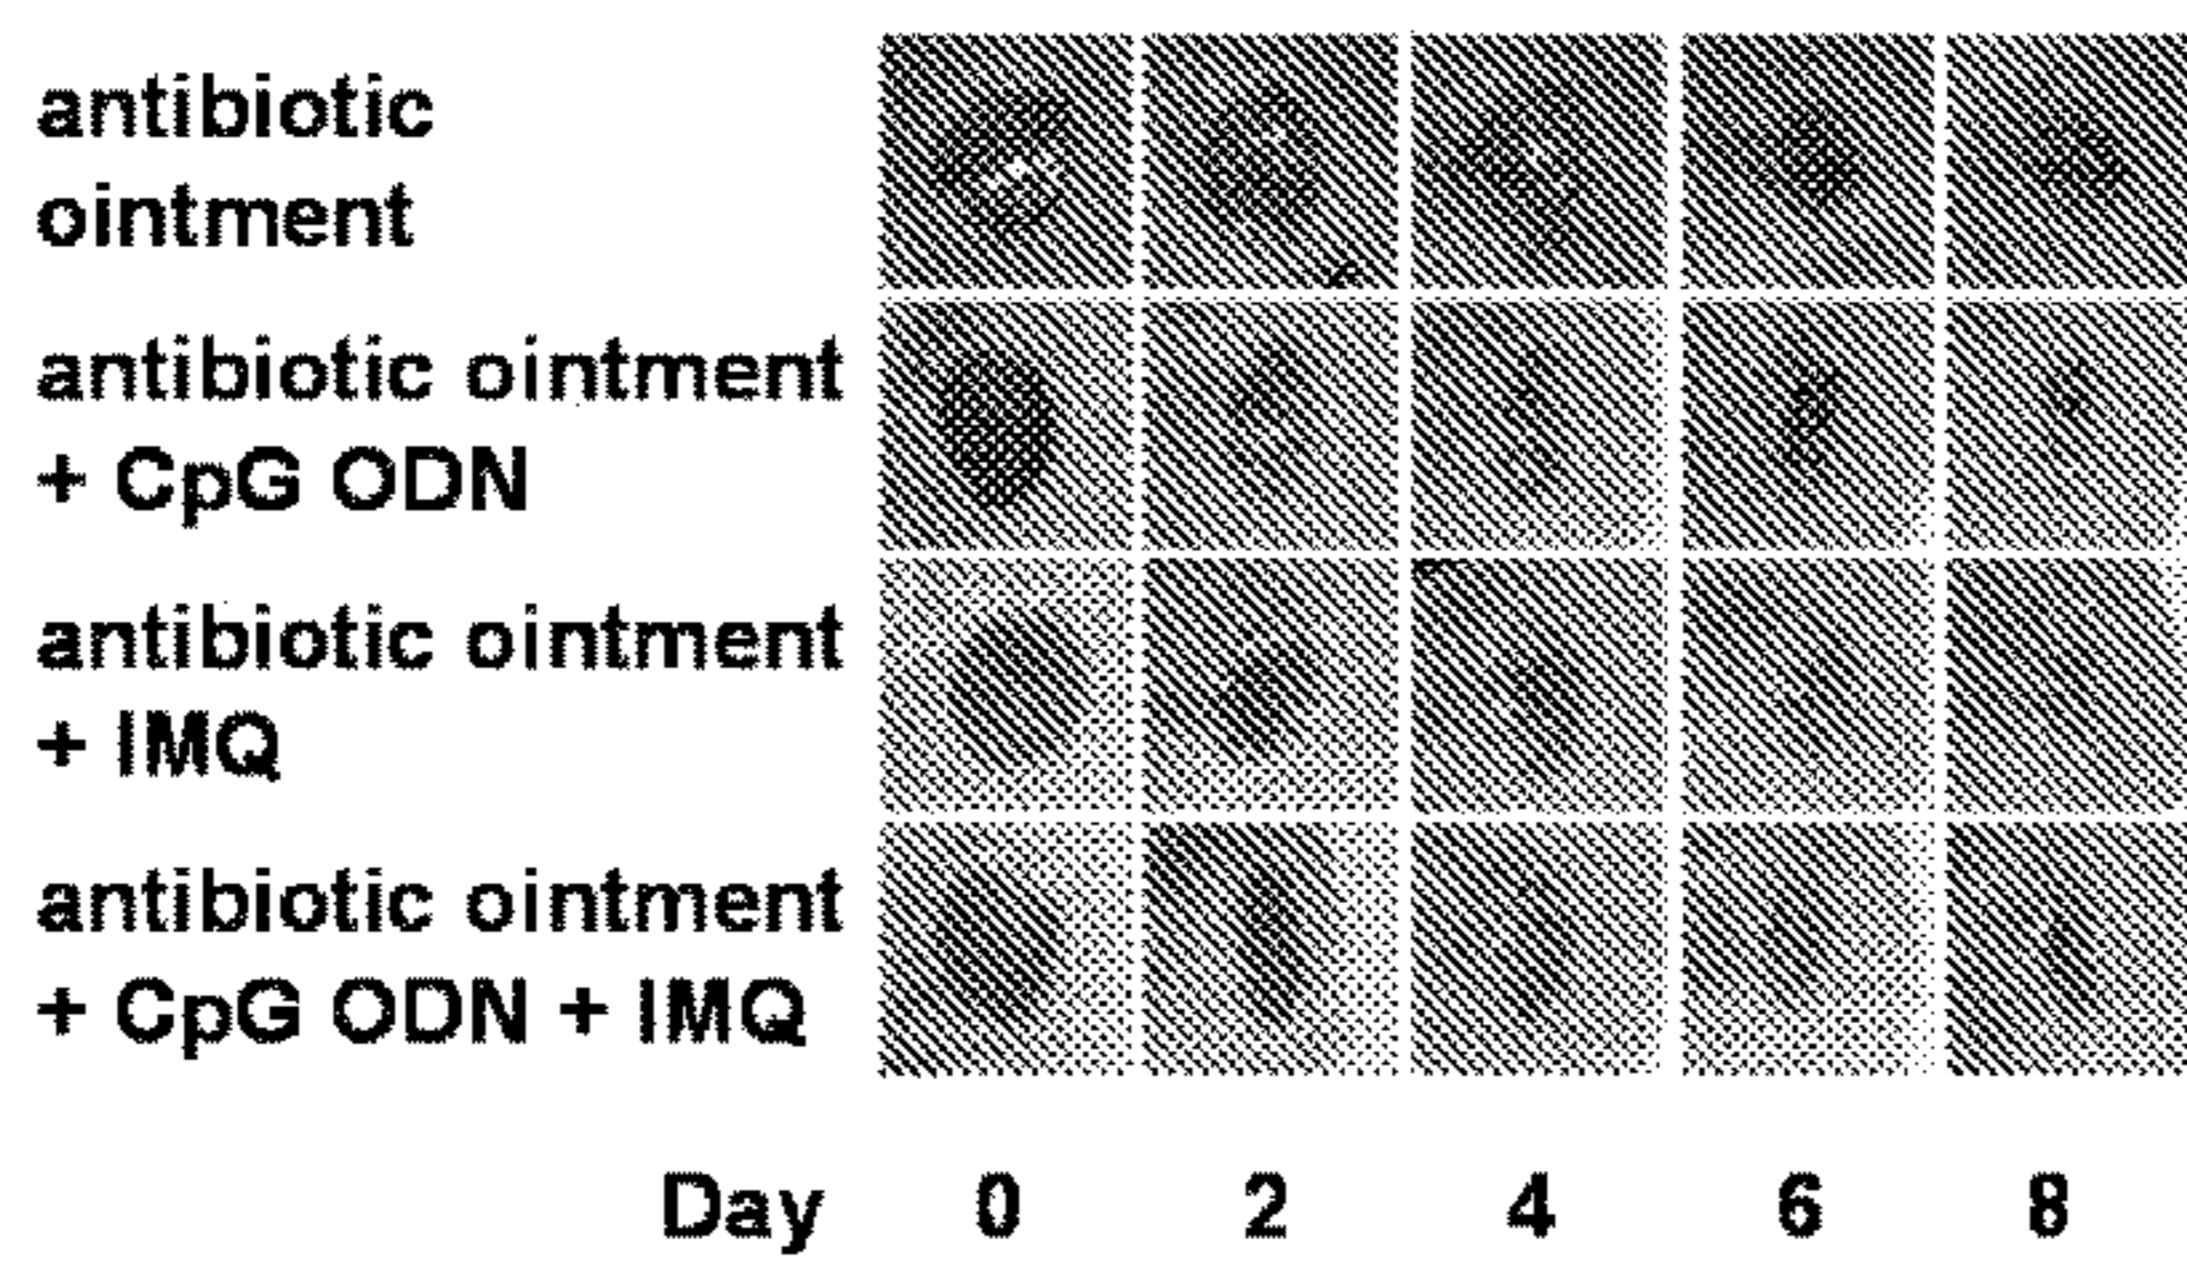 antibiotic
ointment
antibiotic ointment
+ CpG ODN
antibiotic ointment
+ IMQ
antibiotic ointment
+ CpG ODN + IMQ
Day 0 2 4 6 8